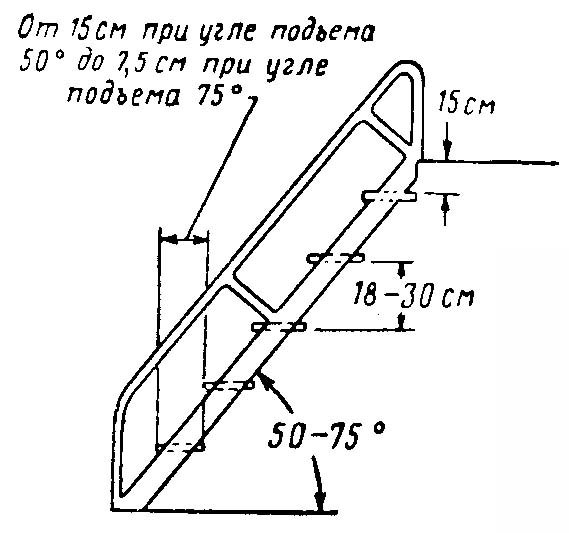 От 15см при угле подъема
50° до 7,5 см при угле
подъема 75°
15см
18-30 см
50-75°